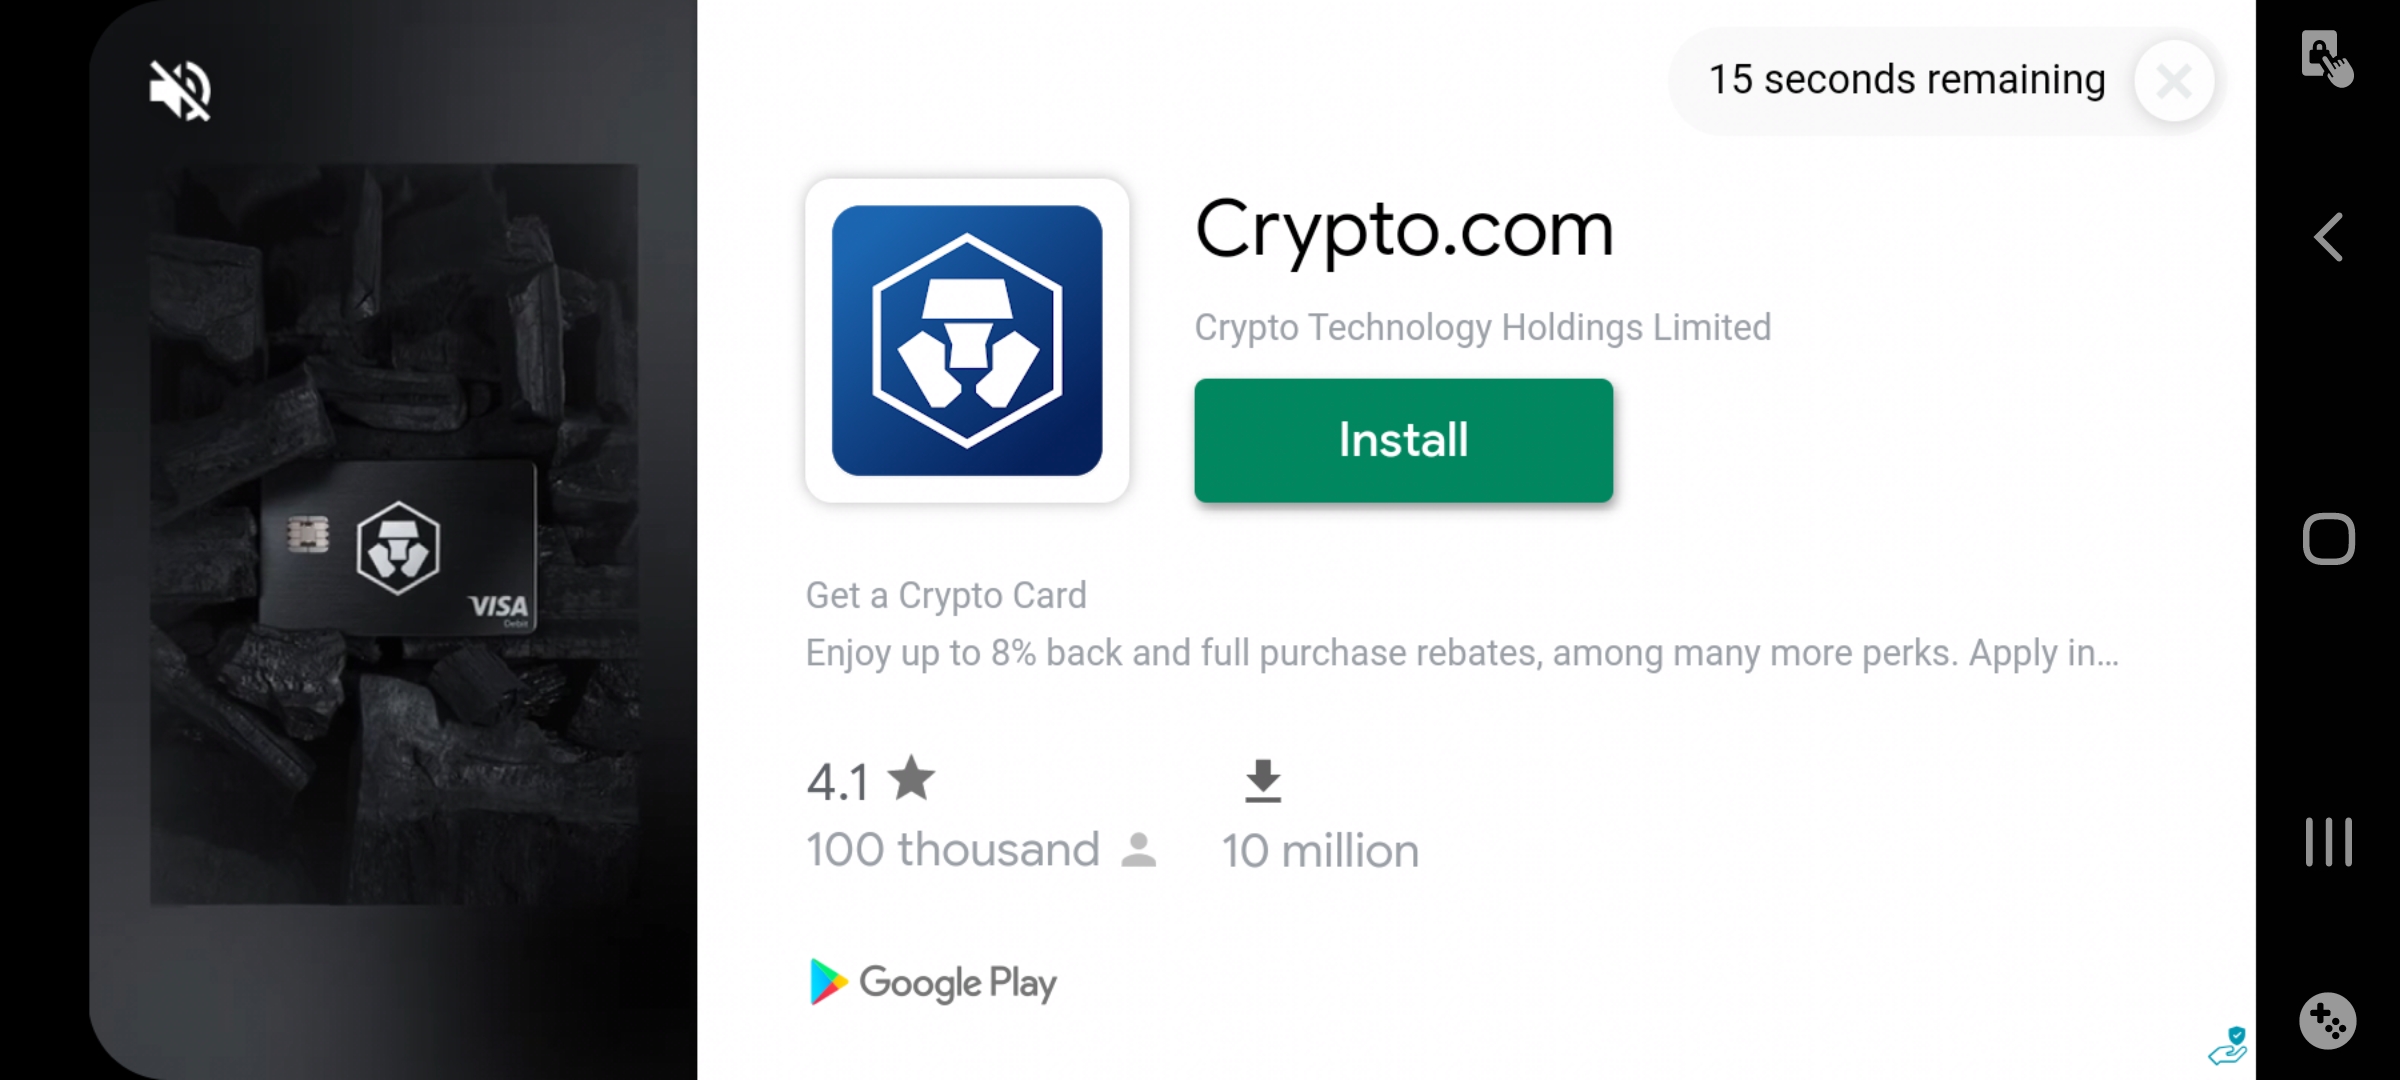 15 seconds remaining
Crypto.com
Crypto Technology Holdings Limited
Install
VISA
Debit
Get a Crypto Card
Enjoy up to 8% back and full purchase rebates, among many more perks. Apply in...
4.1
100 thousand
10 million
Google Play